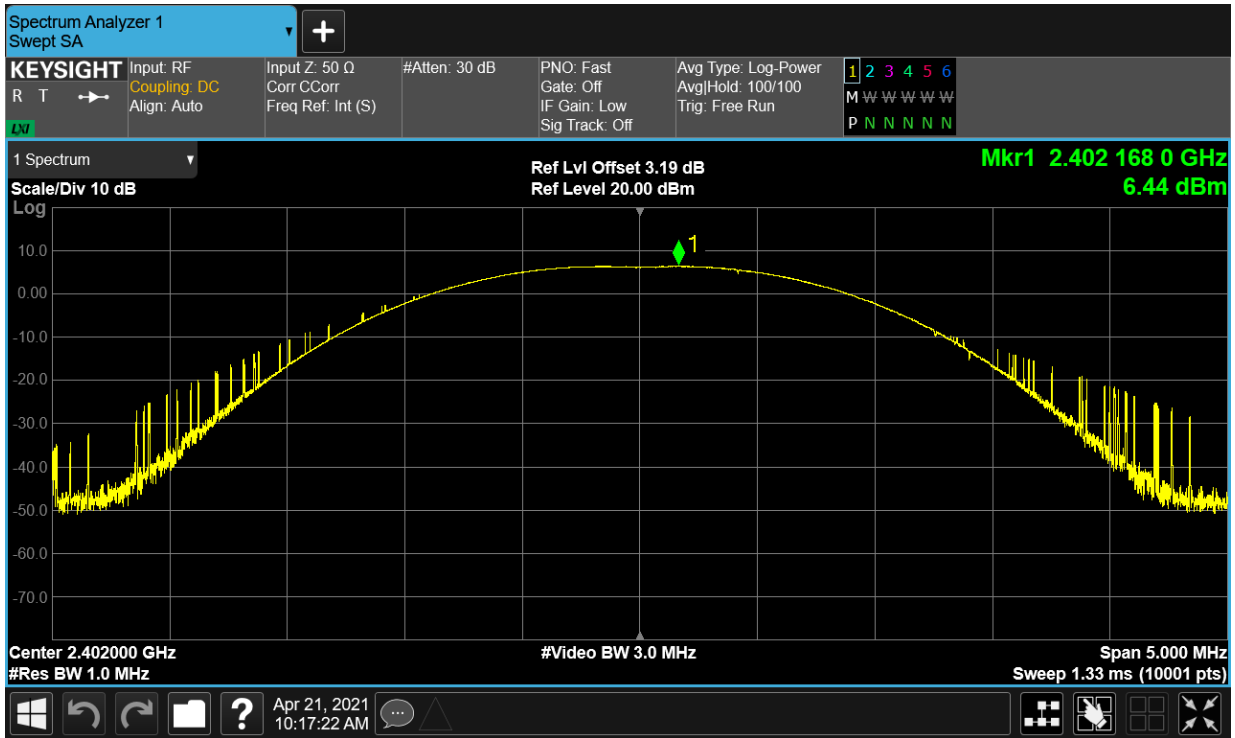 Spectrum Analyzer 1
Swept SA
KEYSIGHT
R T
LXI
Input: RF
Coupling: DC
Align: Auto
Input Z: 50 Ω
Corr CCorr
Freq Ref: Int (S)
#Atten: 30 dB
PNO: Fast
Gate: Off
IF Gain: Low
Sig Track: Off
Avg Type: Log-Power
Avg|Hold: 100/100
Trig: Free Run
1 2 3 4 5 6
M W W W W W
P N N N N N
1 Spectrum
Scale/Div 10 dB
Log
Ref Lvl Offset 3.19 dB
Ref Level 20.00 dBm
Mkr1 2.402 168 0 GHz
6.44 dBm
1
10.0
0.00
-10.0
-20.0
-30.0
-40.0
-50.0
-60.0
-70.0
Center 2.402000 GHz
#Res BW 1.0 MHz
#Video BW 3.0 MHz
Span 5.000 MHz
Sweep 1.33 ms (10001 pts)
?
Apr 21, 2021
10:17:22 AM